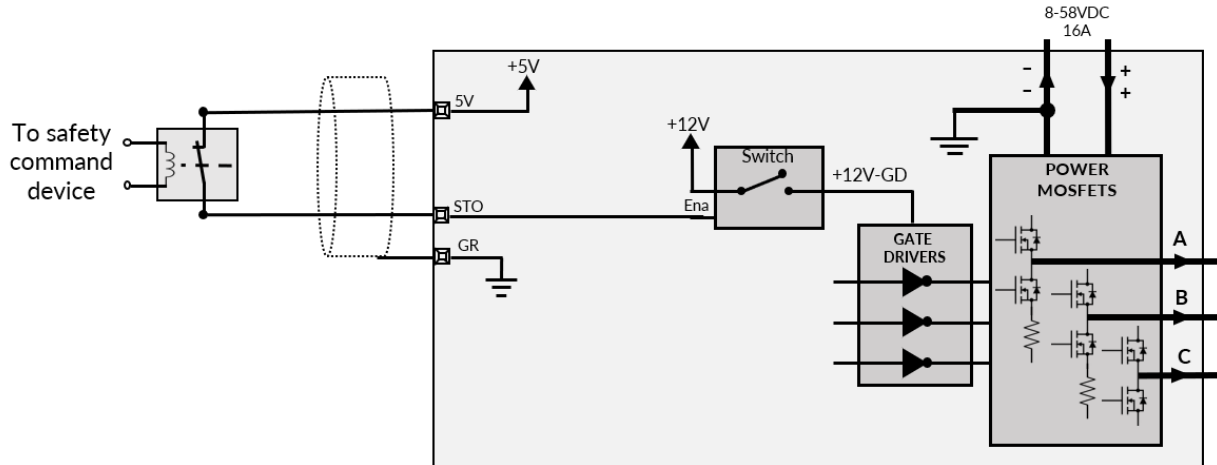 8-58VDC
16A
+5V
- +
- +
5V
To safety
command
device
+12V
Switch
+12V-GD
POWER
MOSFETS
STO
Ena
GR
GATE
DRIVERS
A
B
C